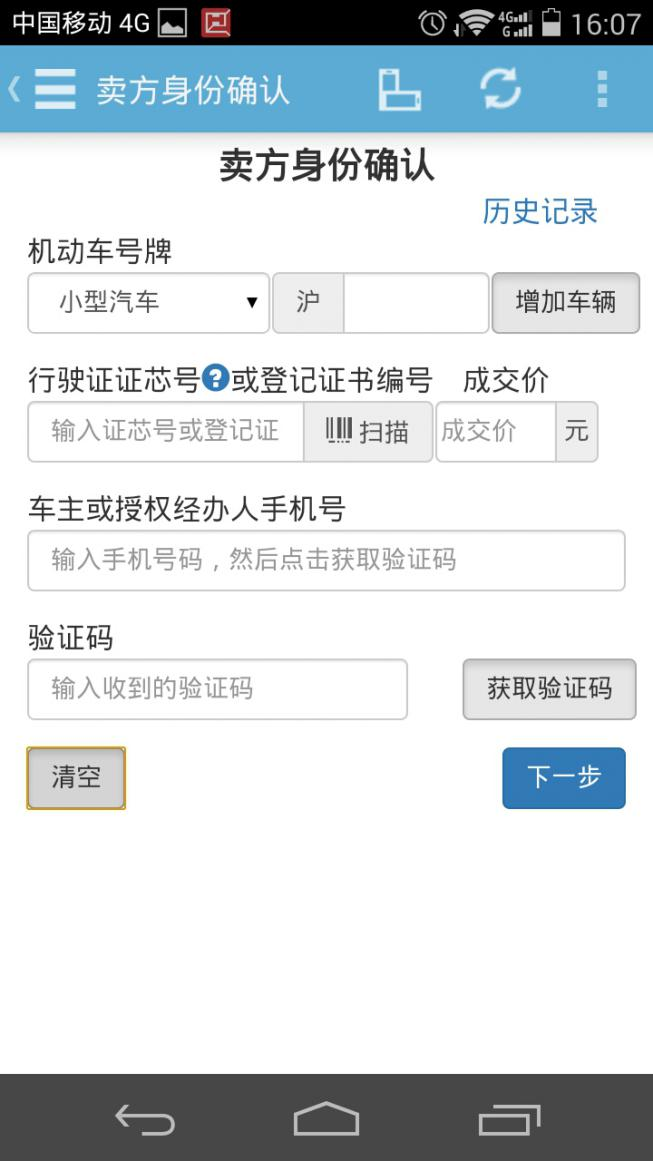 中国移动 4G 4G G 16:07
卖方身份确认
卖方身份确认
历史记录
机动车号牌
小型汽车 沪 增加车辆
行驶证证芯号?或登记证书编号 成交价
输入证芯号或登记证 扫描 成交价 元
车主或授权经办人手机号
输入手机号码，然后点击获取验证码
验证码
输入收到的验证码 获取验证码
清空 下一步